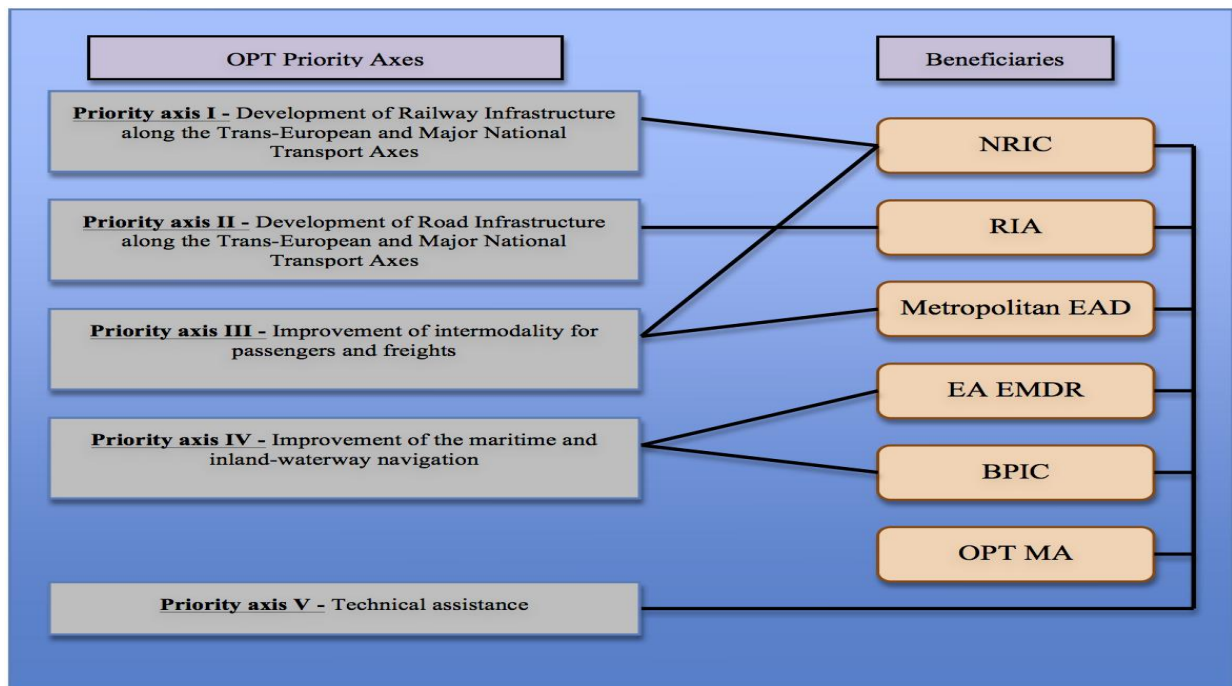 OPT Priority Axes
Beneficiaries
Priority axis I - Development of Railway Infrastructure
along the Trans-European and Major National
Transport Axes
Priority axis II - Development of Road Infrastructure
along the Trans-European and Major National
Transport Axes
Priority axis III - Improvement of intermodality for
passengers and freights
Priority axis IV - Improvement of the maritime and
inland-waterway navigation
Priority axis V - Technical assistance
NRIC
RIA
Metropolitan EAD
EA EMDR
BPIC
OPT MA